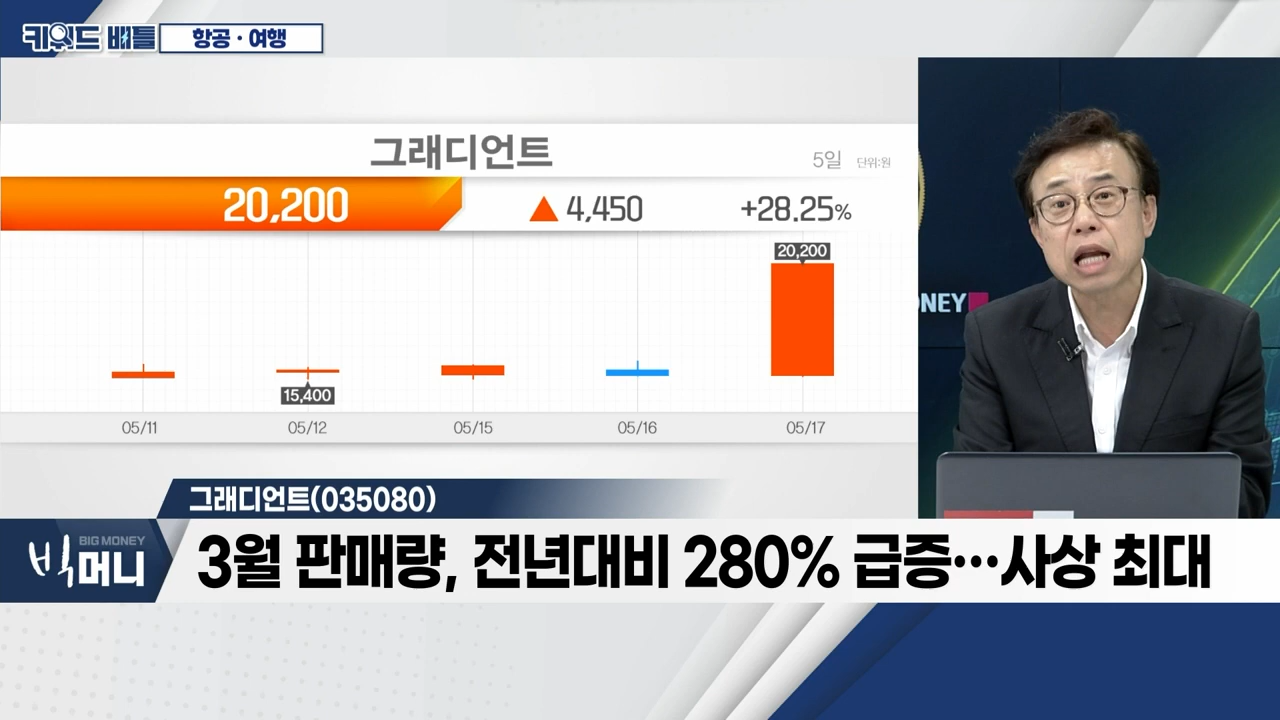 키워드 배틀
항공·여행
그래디언트
5일 단위:원
20,200 ▲ 4,450 +28.25%
20,200
15,400
05/11 05/12 05/15 05/16 05/17
그래디언트(035080)
BIG MONEY
빅머니
3월 판매량, 전년대비 280% 급증…사상 최대